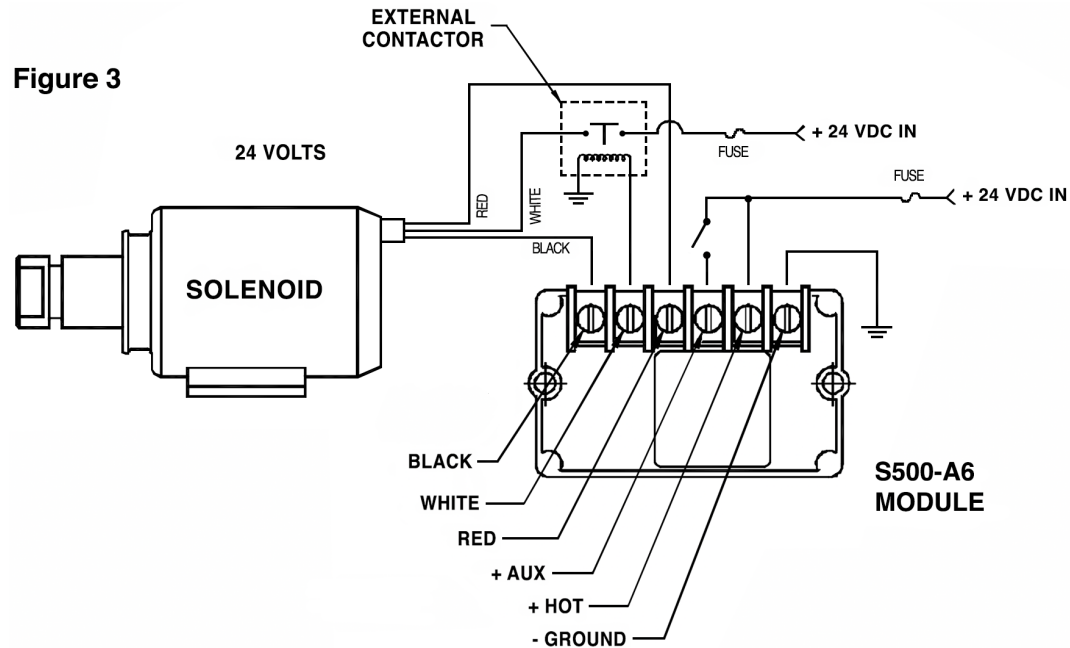 EXTERNAL
CONTACTOR
Figure 3
24 VOLTS
+ 24 VDC IN
FUSE
FUSE
+ 24 VDC IN
RED
WHITE
BLACK
SOLENOID
BLACK
WHITE
RED
+ AUX
+ HOT
- GROUND
S500-A6
MODULE